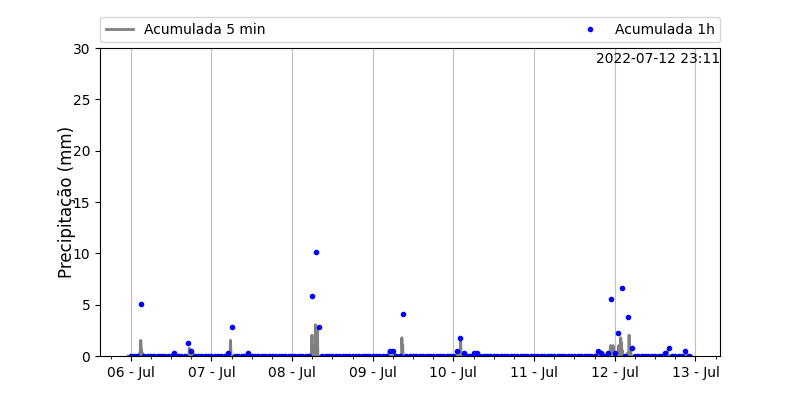 Acumulada 5 min
Acumulada 1h
2022-07-12 23:11
Precipitação (mm)
30
25
20
15
10
5
0
06 - Jul
07 - Jul
08 - Jul
09 - Jul
10 - Jul
11 - Jul
12 - Jul
13 - Jul